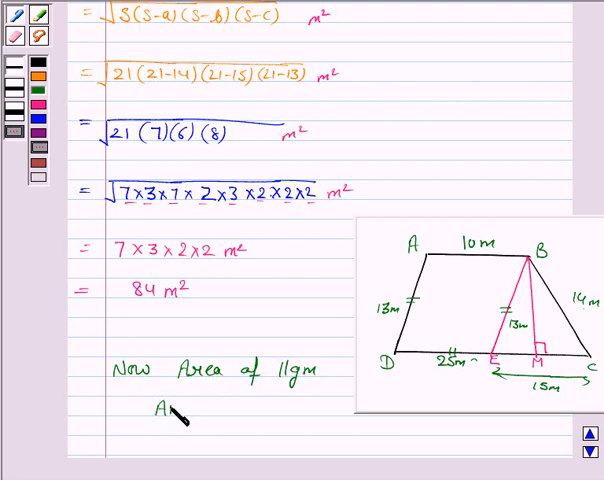 = √S(S-a)(S-b)(S-c) m²
= √21(21-14)(21-15)(21-13) m²
= √21(7)(6)(8) m²
= √7×3×7×2×3×2×2×2 m²
= 7×3×2×2 m²
= 84 m²
Now Area of 11gm
A
A 10m B
13m 13m 14m
D 25m E M C
15m